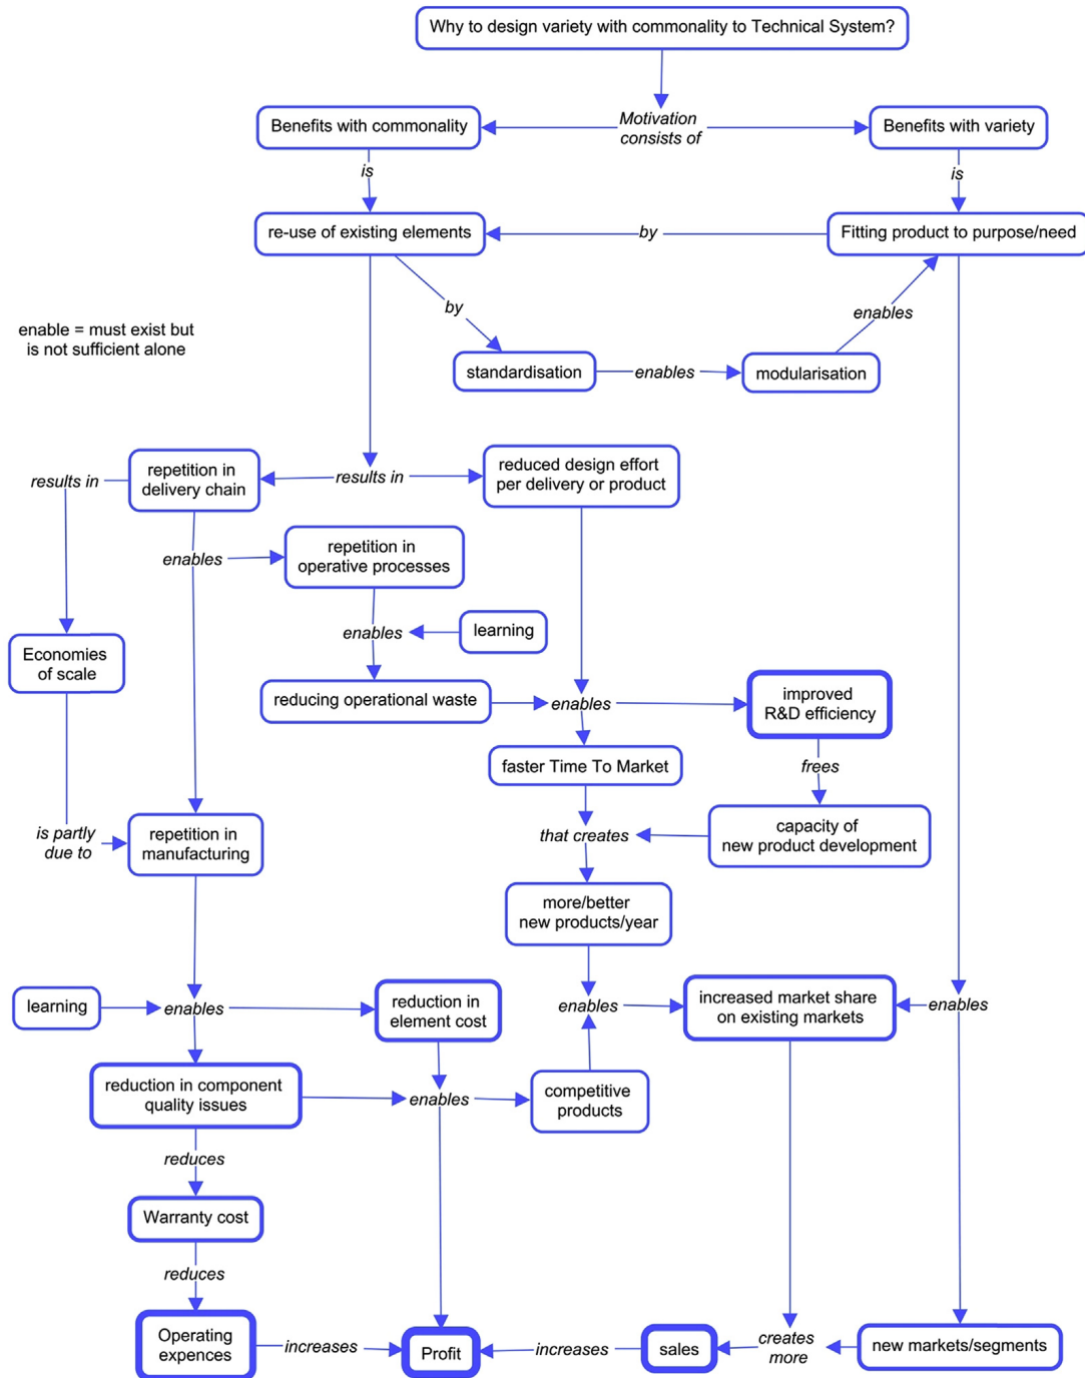 Why to design variety with commonality to Technical System?
Benefits with commonality
Motivation
consists of
Benefits with variety
is
is
re-use of existing elements
by
Fitting product to purpose/need
by
enables
enable = must exist but
is not sufficient alone
standardisation
enables
modularisation
repetition in
delivery chain
results in
results in
reduced design effort
per delivery or product
enables
repetition in
operative processes
enables
learning
Economies
of scale
reducing operational waste
enables
improved
R&D efficiency
faster Time To Market
frees
is partly
due to
repetition in
manufacturing
that creates
capacity of
new product development
more/better
new products/year
learning
enables
reduction in
element cost
enables
increased market share
on existing markets
enables
reduction in component
quality issues
enables
competitive
products
reduces
Warranty cost
reduces
Operating
expences
increases
Profit
increases
sales
creates
more
new markets/segments